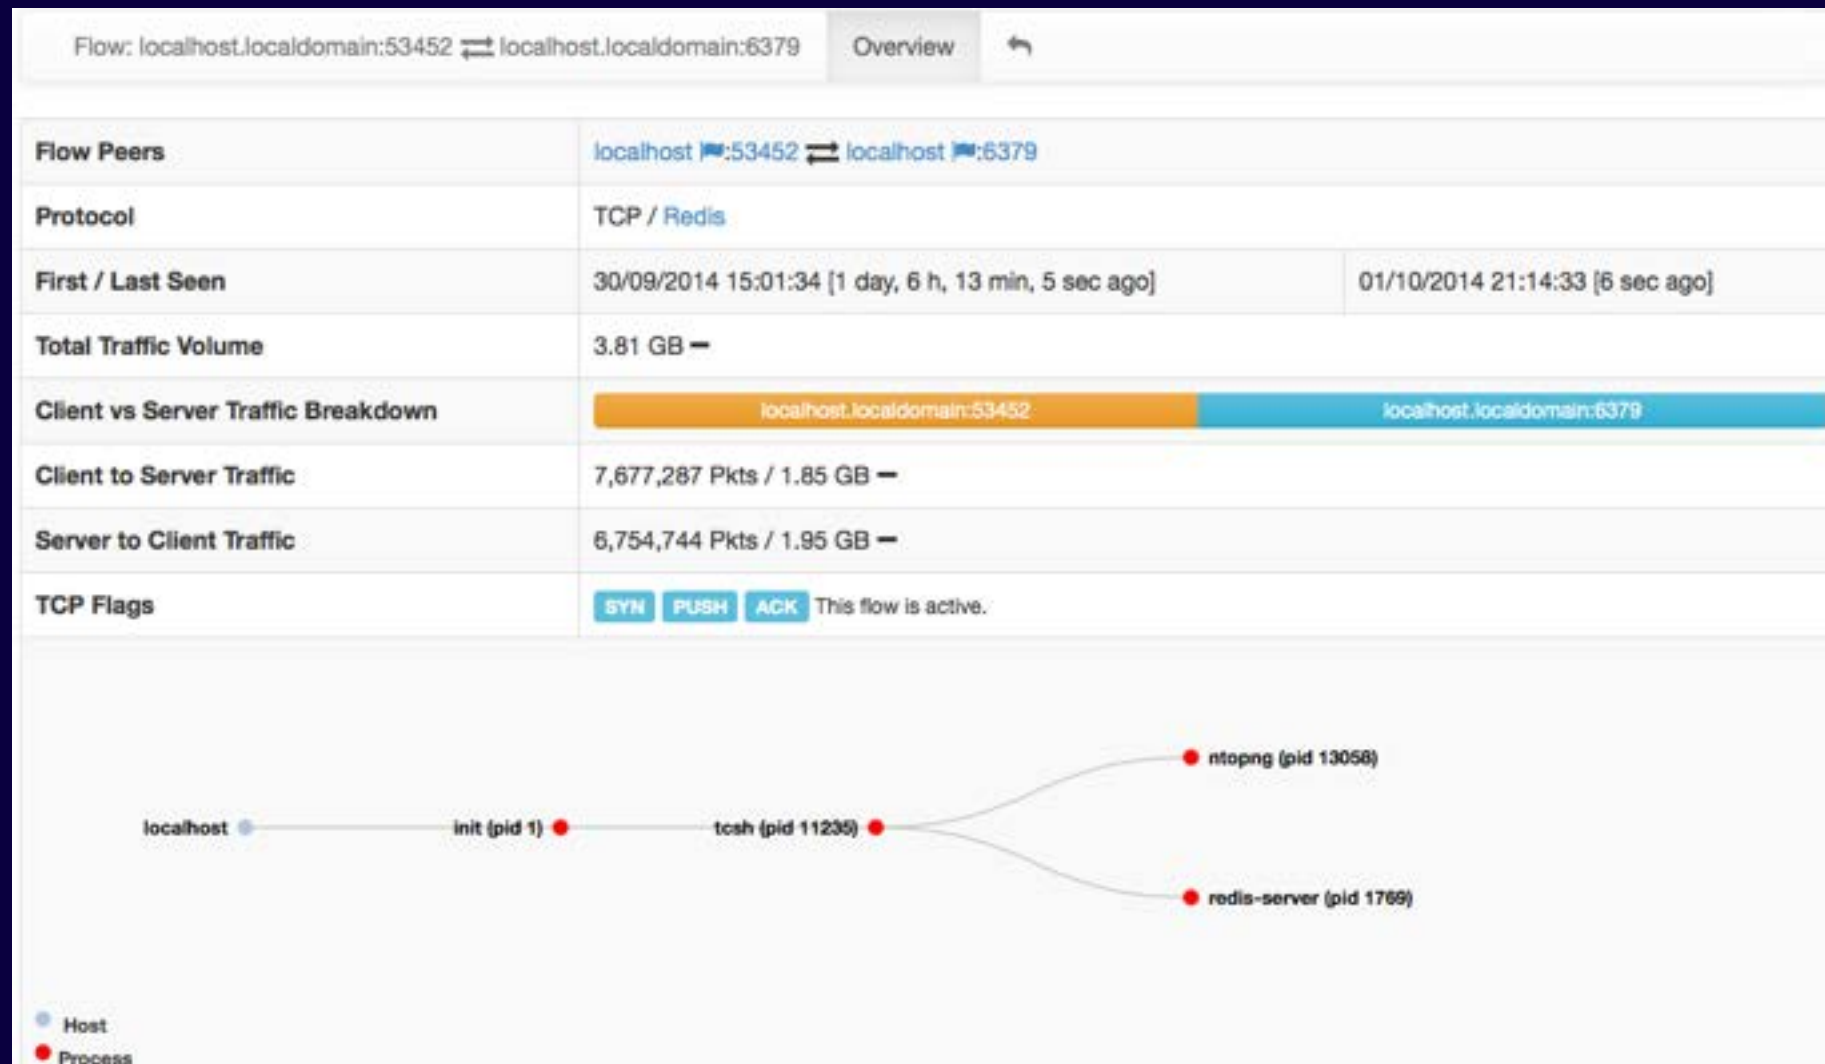 Flow: localhost.localdomain:53452 ⇌ localhost.localdomain:6379 Overview
Flow Peers localhost :53452 ⇌ localhost :6379
Protocol TCP / Redis
First / Last Seen 30/09/2014 15:01:34 [1 day, 6 h, 13 min, 5 sec ago] 01/10/2014 21:14:33 [6 sec ago]
Total Traffic Volume 3.81 GB
Client vs Server Traffic Breakdown localhost.localdomain:53452 localhost.localdomain:6379
Client to Server Traffic 7,677,287 Pkts / 1.85 GB
Server to Client Traffic 6,754,744 Pkts / 1.95 GB
TCP Flags SYN PUSH ACK This flow is active.
ntopng (pid 13058)
localhost init (pid 1) tcsh (pid 11235)
redis-server (pid 1769)
Host
Process